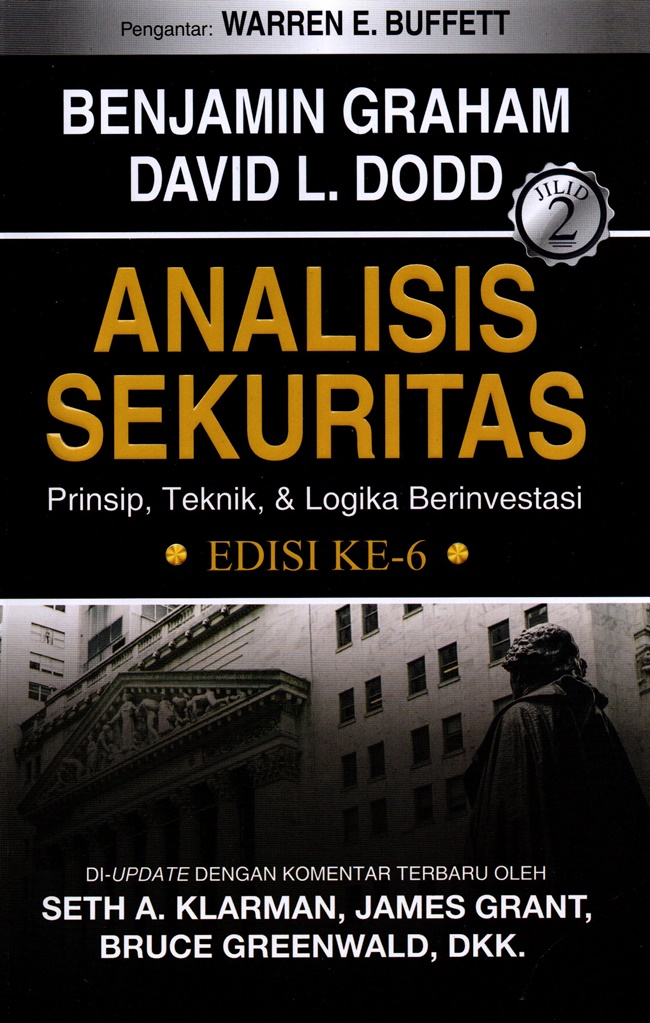 Pengantar: WARREN E. BUFFETT
BENJAMIN GRAHAM
DAVID L. DODD
JILID
2
ANALISIS
SEKURITAS
Prinsip, Teknik, & Logika Berinvestasi
EDISI KE-6
DI-UPDATE DENGAN KOMENTAR TERBARU OLEH
SETH A. KLARMAN, JAMES GRANT,
BRUCE GREENWALD, DKK.